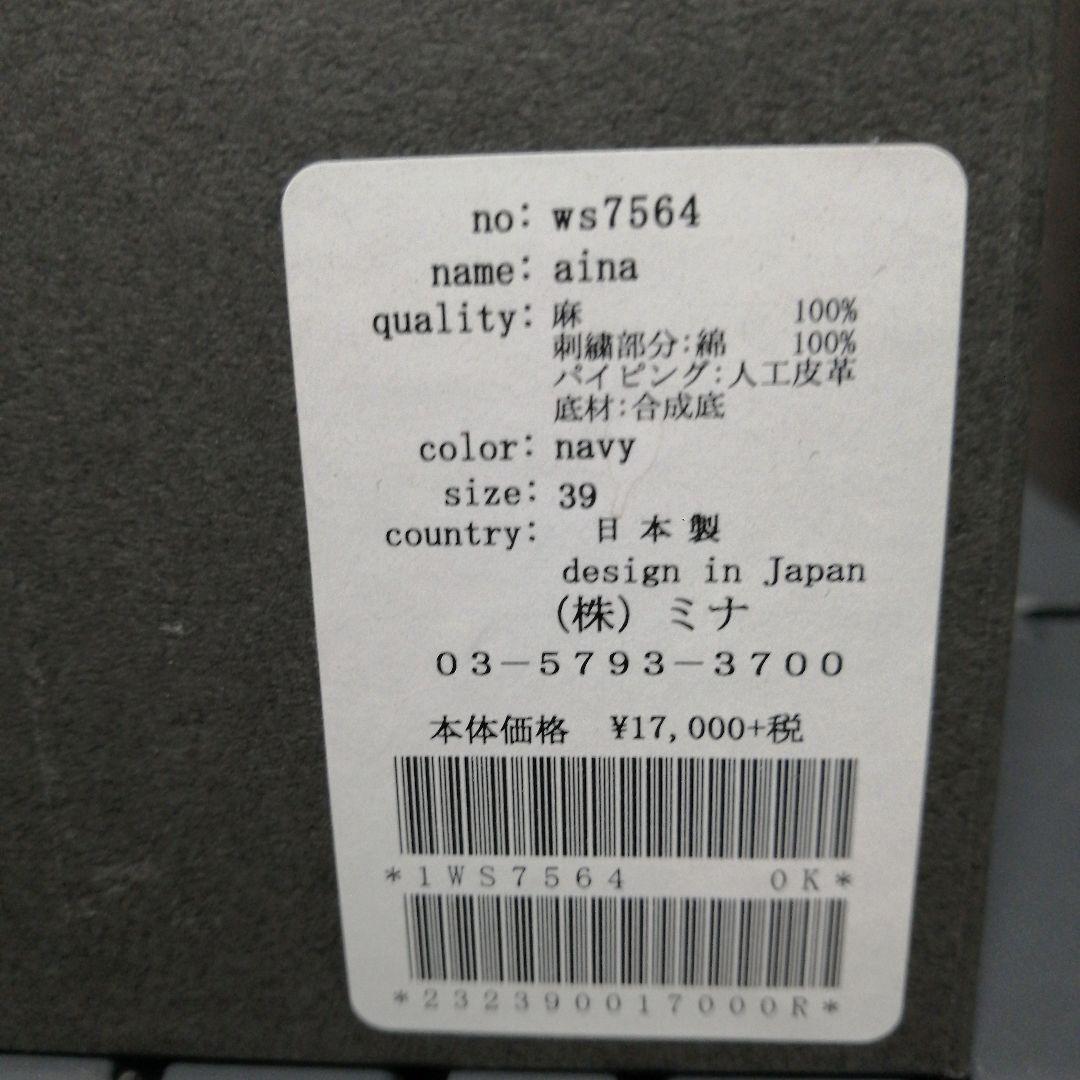 no: ws7564
name: aina
quality: 麻 100%
刺繍部分:綿 100%
パイピング:人工皮革
底材:合成底
color: navy
size: 39
country: 日本製
design in Japan
(株) ミナ
03-5793-3700
本体価格 ¥17,000+税
*1WS7564 0K*
*232390017000R*